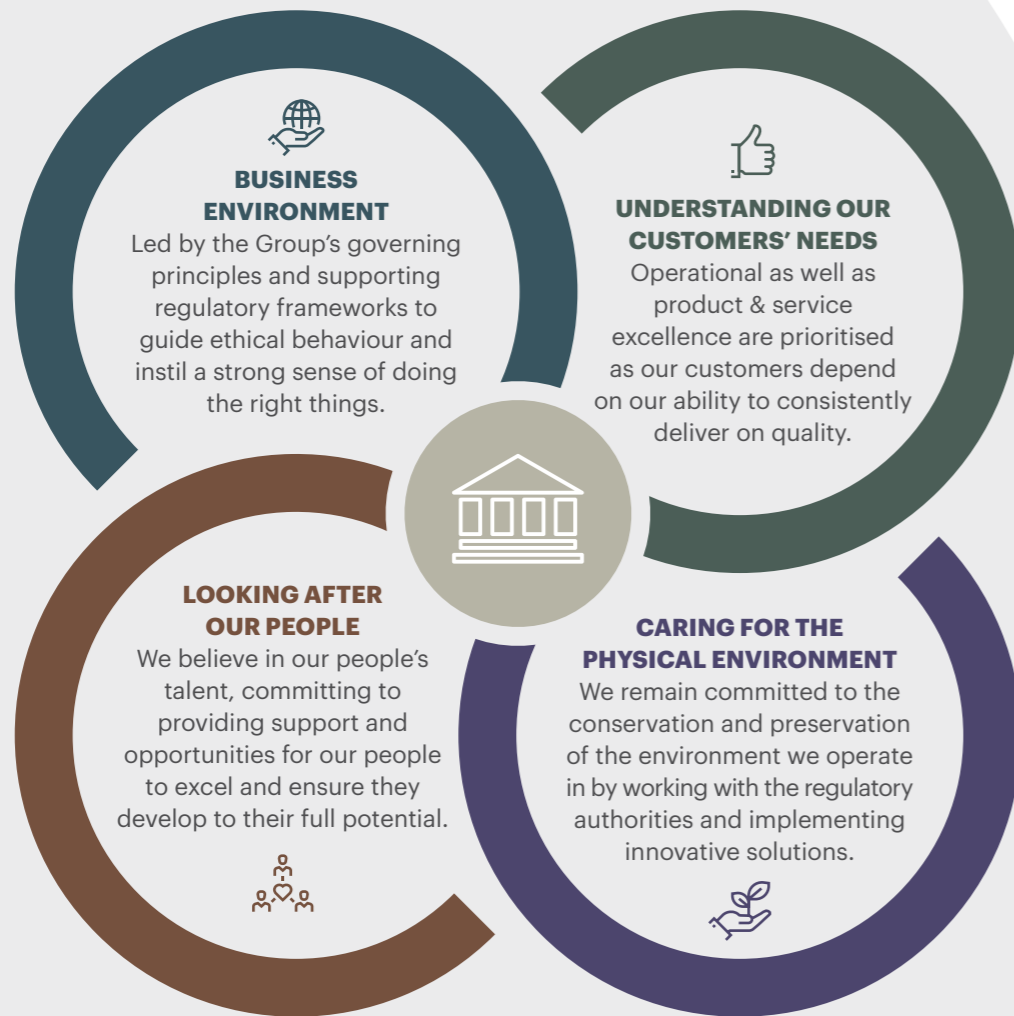 BUSINESS
ENVIRONMENT
Led by the Group’s governing
principles and supporting
regulatory frameworks to
guide ethical behaviour and
instil a strong sense of doing
the right things.
UNDERSTANDING OUR
CUSTOMERS’ NEEDS
Operational as well as
product & service
excellence are prioritised
as our customers depend
on our ability to consistently
deliver on quality.
LOOKING AFTER
OUR PEOPLE
We believe in our people’s
talent, committing to
providing support and
opportunities for our people
to excel and ensure they
develop to their full potential.
CARING FOR THE
PHYSICAL ENVIRONMENT
We remain committed to the
conservation and preservation
of the environment we operate
in by working with the regulatory
authorities and implementing
innovative solutions.